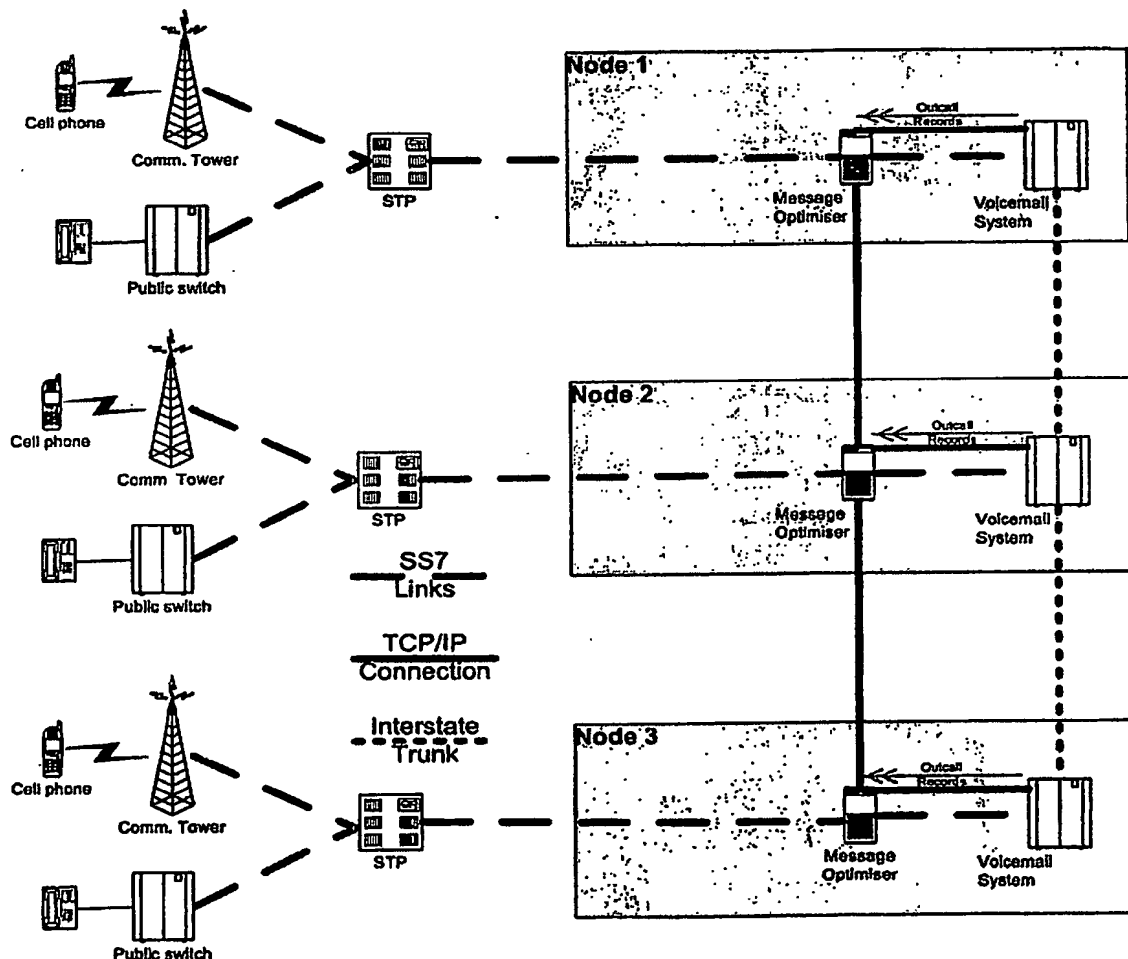 Node 1
Outcall
Records
Cell phone
Comm. Tower
STP
Message
Optimiser
Voicemail
System
Public switch
Node 2
Outcall
Records
Cell phone
Comm Tower
STP
Message
Optimiser
Voicemail
System
Public switch
SS7
Links
TCP/IP
Connection
Interstate
Trunk
Node 3
Outcall
Records
Cell phone
Comm. Tower
STP
Message
Optimiser
Voicemail
System
Public switch